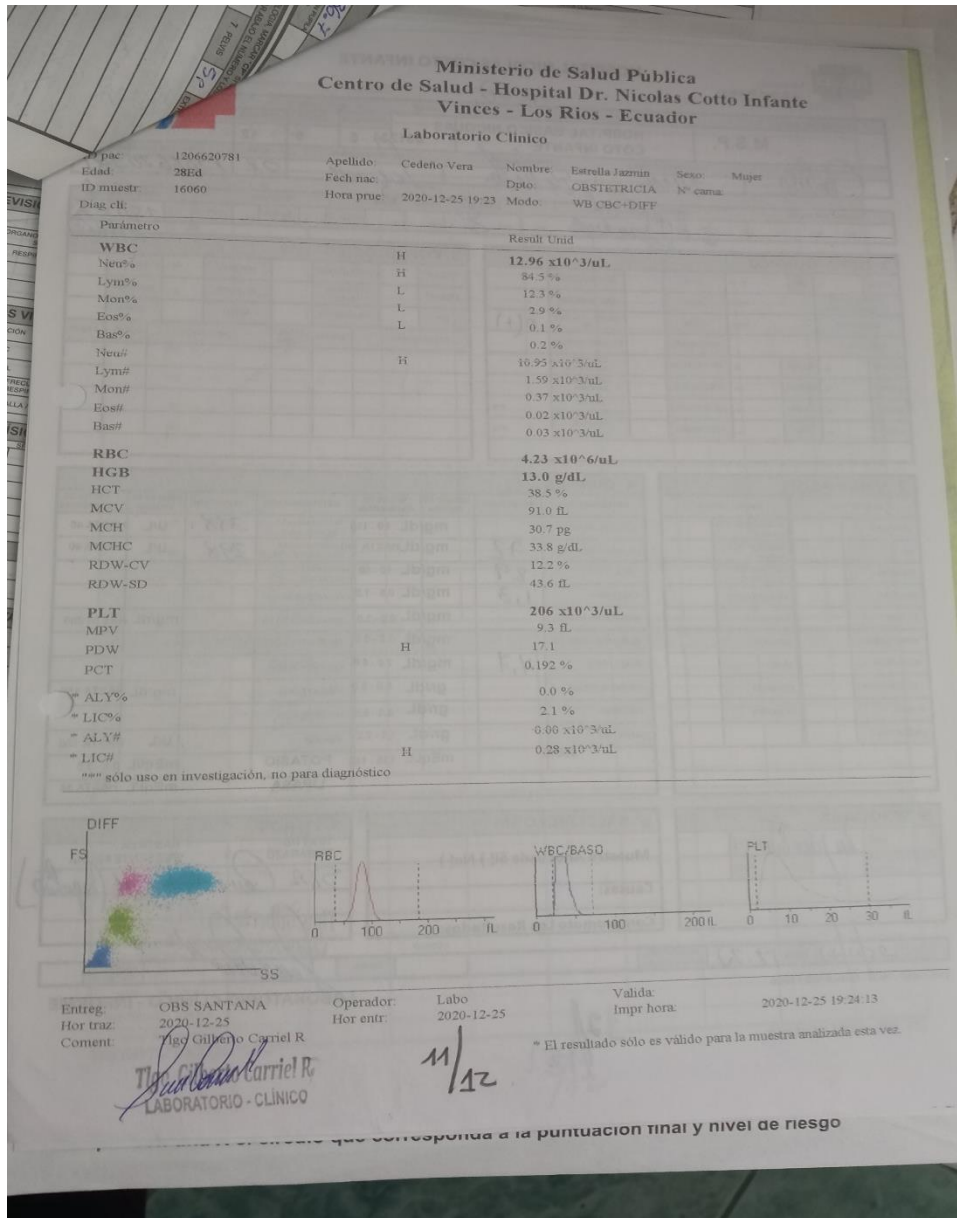 PELVIS
SP
Ministerio de Salud Pública
Centro de Salud - Hospital Dr. Nicolas Cotto Infante
Vinces - Los Rios - Ecuador
Laboratorio Clinico
pac: 1206620781 Apellido: Cedeño Vera Nombre: Estrella Jazmin Sexo: Mujer
Edad: 28Ed Fech nac: Dpto: OBSTETRICIA N° cama:
ID muestr: 16060 Hora prue: 2020-12-25 19:23 Modo: WB CBC+DIFF
Diag cli:
Parámetro Result Unid
WBC H 12.96 x10^3/uL
Neu% H 84.5 %
Lym% L 12.3 %
Mon% L 2.9 %
Eos% L 0.1 %
Bas% 0.2 %
Neu# H 10.95 x10^3/uL
Lym# 1.59 x10^3/uL
Mon# 0.37 x10^3/uL
Eos# 0.02 x10^3/uL
Bas# 0.03 x10^3/uL
RBC 4.23 x10^6/uL
HGB 13.0 g/dL
HCT 38.5 %
MCV 91.0 fL
MCH 30.7 pg
MCHC 33.8 g/dL
RDW-CV 12.2 %
RDW-SD 43.6 fL
PLT 206 x10^3/uL
MPV 9.3 fL
PDW H 17.1
PCT 0.192 %
* ALY% 0.0 %
* LIC% 2.1 %
* ALY# 0.00 x10^3/uL
* LIC# H 0.28 x10^3/uL
"*" sólo uso en investigación, no para diagnóstico
DIFF
FS
SS
RBC
0 100 200 fL
WBC/BASO
0 100 200 fL
PLT
0 10 20 30 fL
Entreg: OBS SANTANA Operador: Labo Valida:
Hor traz: 2020-12-25 Hor entr: 2020-12-25 Impr hora: 2020-12-25 19:24:13
Coment: Tlgo Gilberto Carriel R * El resultado sólo es válido para la muestra analizada esta vez.
Tlgo. Gilberto Carriel R.
LABORATORIO - CLÍNICO
11/12
que corresponda a la puntuación final y nivel de riesgo